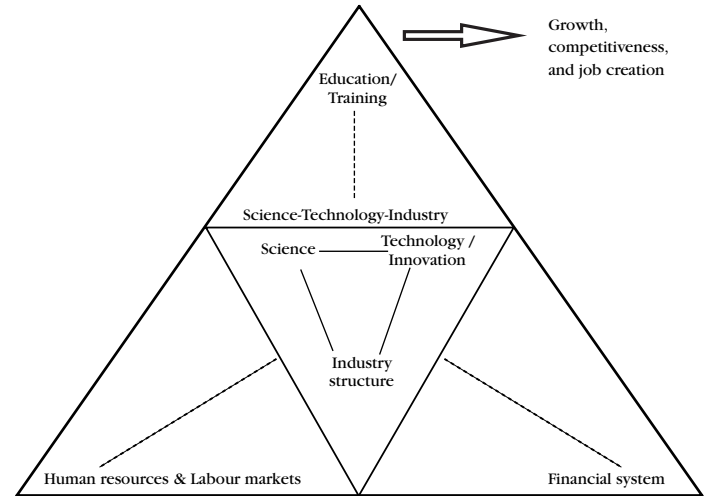 Growth,
competitiveness,
and job creation
Education/
Training
Science-Technology-Industry
Science
Technology /
Innovation
Industry
structure
Human resources & Labour markets
Financial system